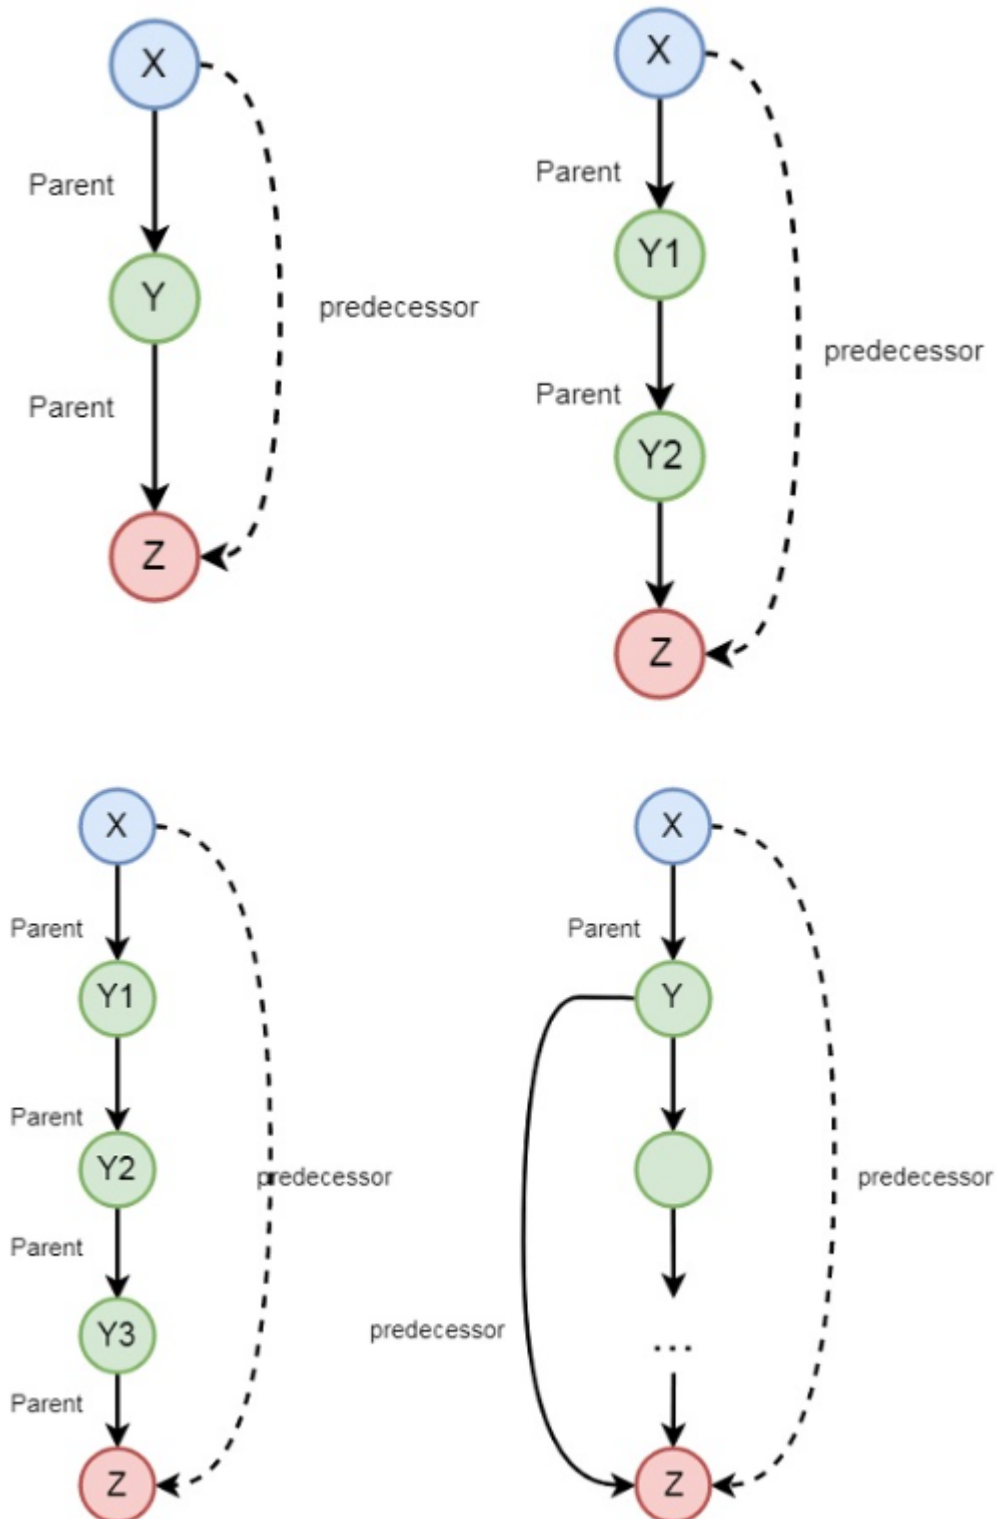 X
Parent
Y
predecessor
Parent
Z
X
Parent
Y1
predecessor
Parent
Y2
Z
X
Parent
Y1
Parent
Y2
predecessor
Parent
Y3
Parent
Z
X
Parent
Y
predecessor
predecessor
...
Z